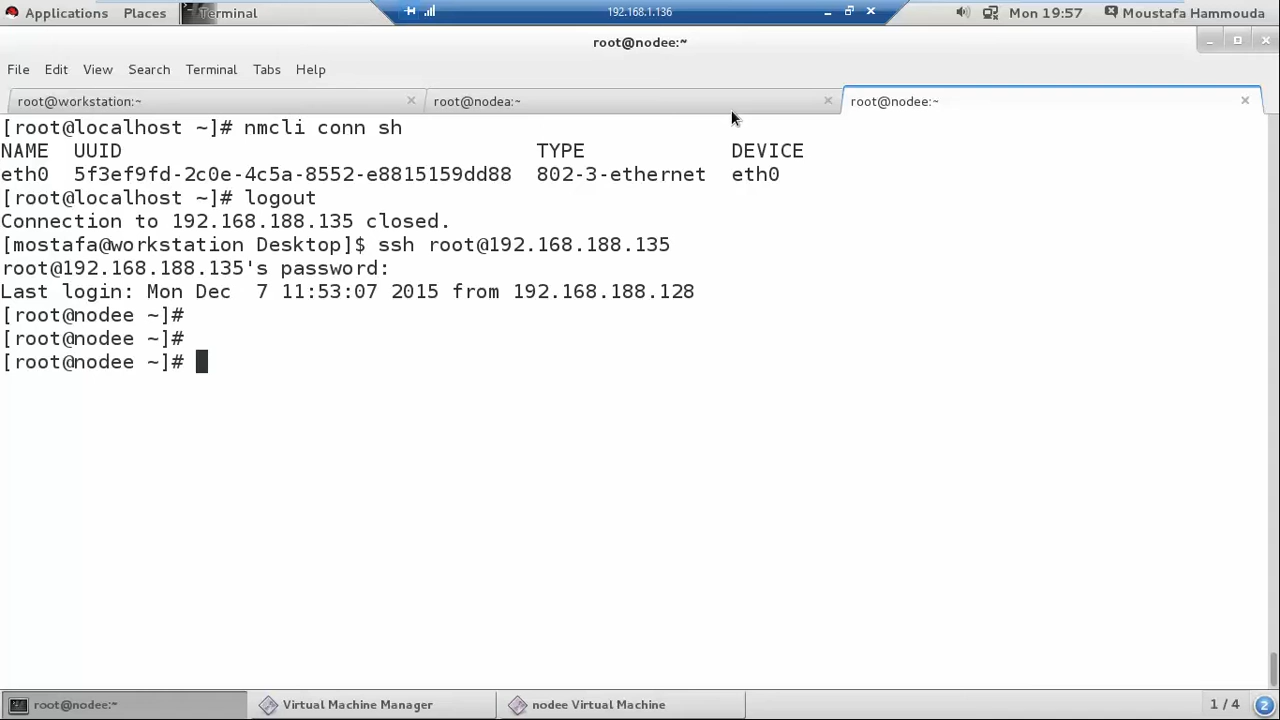 Applications Places Terminal 192.168.1.136 Mon 19:57 Moustafa Hammouda
root@nodee:~
File Edit View Search Terminal Tabs Help
root@workstation:~ root@nodea:~ root@nodee:~
[root@localhost ~]# nmcli conn sh
NAME UUID TYPE DEVICE
eth0 5f3ef9fd-2c0e-4c5a-8552-e8815159dd88 802-3-ethernet eth0
[root@localhost ~]# logout
Connection to 192.168.188.135 closed.
[mostafa@workstation Desktop]$ ssh root@192.168.188.135
root@192.168.188.135's password:
Last login: Mon Dec 7 11:53:07 2015 from 192.168.188.128
[root@nodee ~]#
[root@nodee ~]#
[root@nodee ~]#
root@nodee:~ Virtual Machine Manager nodee Virtual Machine 1 / 4 2